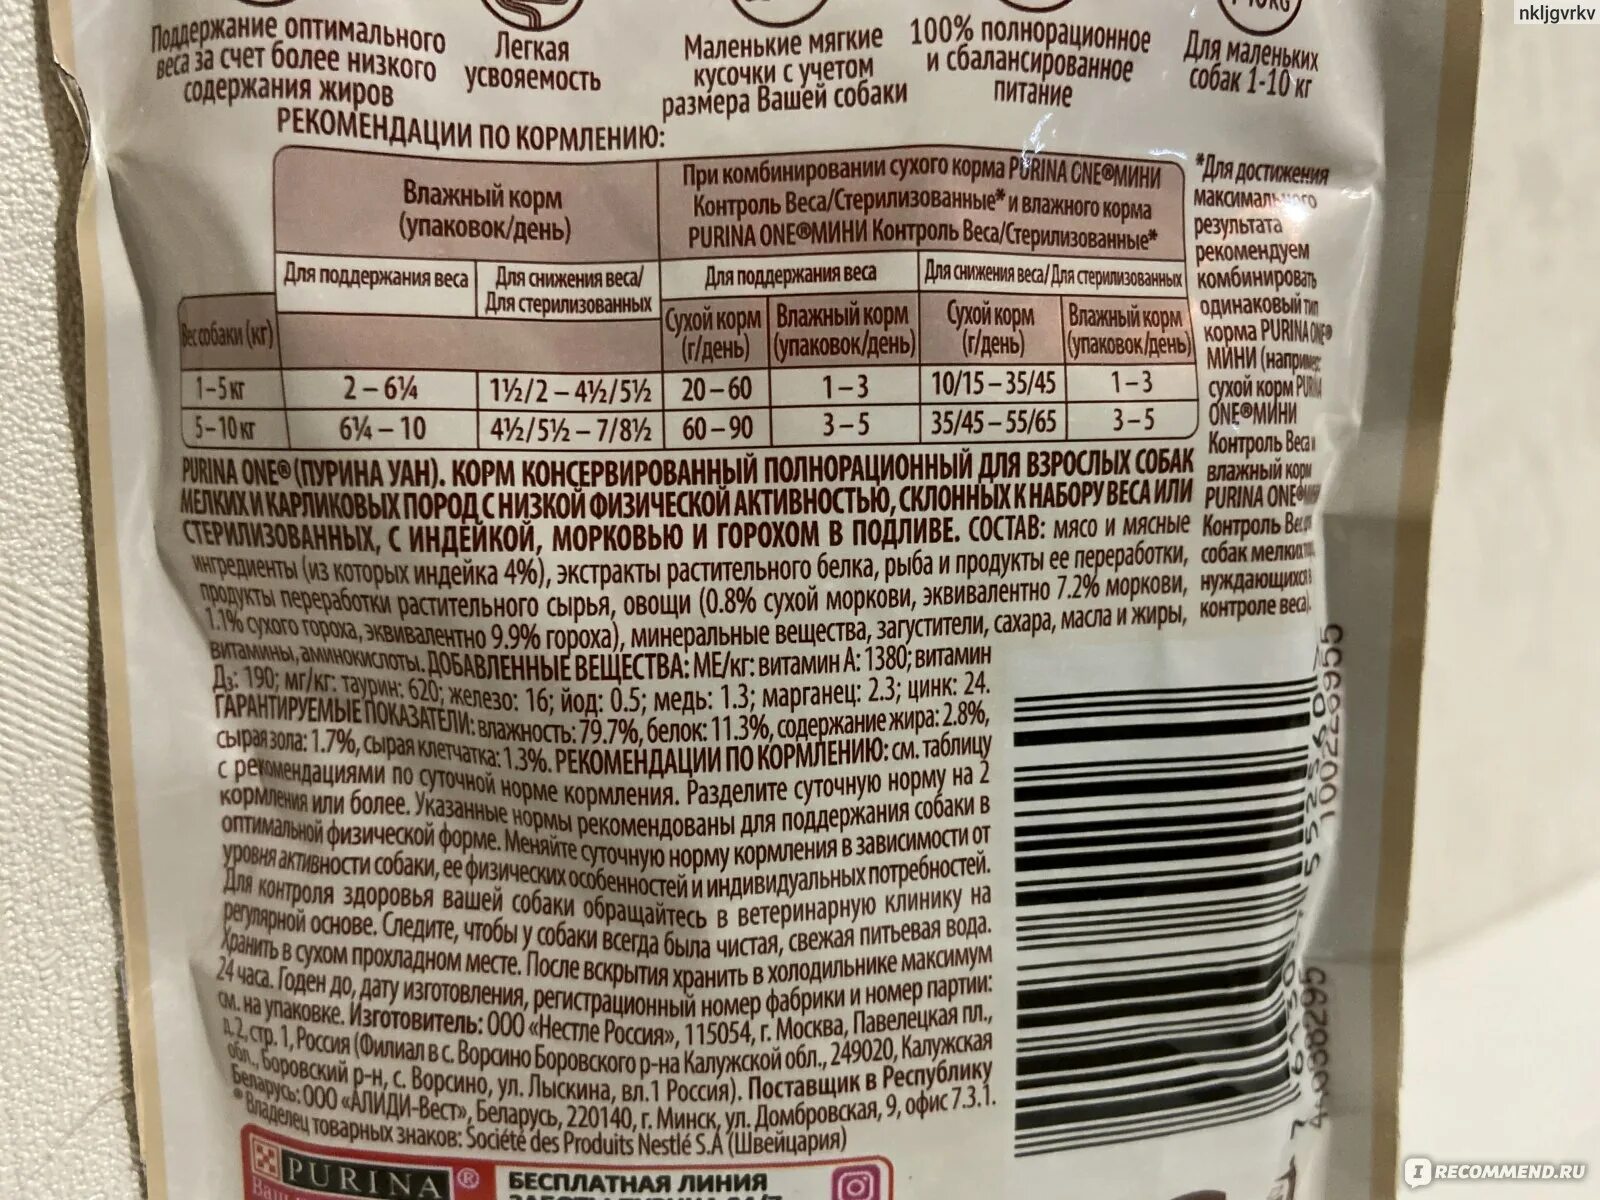 nkljgvrkv
Поддержание оптимального
веса за счет более низкого
содержания жиров
Легкая
усвояемость
Маленькие мягкие
кусочки с учетом
размера Вашей собаки
100% полнорационное
и сбалансированное
питание
Для маленьких
собак 1-10 кг
РЕКОМЕНДАЦИИ ПО КОРМЛЕНИЮ:
Влажный корм
(упаковок/день)
При комбинировании сухого корма PURINA ONE®МИНИ
Контроль Веса/Стерилизованные* и влажного корма
PURINA ONE®МИНИ Контроль Веса/Стерилизованные*
Для поддержания веса
Для снижения веса/
Для стерилизованных
Для поддержания веса
Для снижения веса/Для стерилизованных
Вес собаки (кг)
Сухой корм
(г/день)
Влажный корм
(упаковок/день)
Сухой корм
(г/день)
Влажный корм
(упаковок/день)
1-5 кг 2 – 6¼ 1½/2 – 4½/5½ 20 – 60 1 – 3 10/15 – 35/45 1 – 3
5-10 кг 6¼ – 10 4½/5½ – 7/8½ 60 – 90 3 – 5 35/45 – 55/65 3 – 5
*Для достижения
максимального
результата
рекомендуем
комбинировать
одинаковый тип
корма PURINA ONE®
МИНИ (например:
сухой корм PURINA
ONE®МИНИ
Контроль Веса и
влажный корм
PURINA ONE®МИНИ
Контроль Веса
собак мелких
нуждающихся в
контроле веса).
PURINA ONE® (ПУРИНА УАН). КОРМ КОНСЕРВИРОВАННЫЙ ПОЛНОРАЦИОННЫЙ ДЛЯ ВЗРОСЛЫХ СОБАК
МЕЛКИХ И КАРЛИКОВЫХ ПОРОД С НИЗКОЙ ФИЗИЧЕСКОЙ АКТИВНОСТЬЮ, СКЛОННЫХ К НАБОРУ ВЕСА ИЛИ
СТЕРИЛИЗОВАННЫХ, С ИНДЕЙКОЙ, МОРКОВЬЮ И ГОРОХОМ В ПОДЛИВЕ. СОСТАВ: мясо и мясные
ингредиенты (из которых индейка 4%), экстракты растительного белка, рыба и продукты ее переработки,
продукты переработки растительного сырья, овощи (0.8% сухой моркови, эквивалентно 7.2% моркови,
1.1% сухого гороха, эквивалентно 9.9% гороха), минеральные вещества, загустители, сахара, масла и жиры,
витамины, аминокислоты. ДОБАВЛЕННЫЕ ВЕЩЕСТВА: МЕ/кг: витамин А: 1380; витамин
Д₃: 190; мг/кг: таурин: 620; железо: 16; йод: 0.5; медь: 1.3; марганец: 2.3; цинк: 24.
ГАРАНТИРУЕМЫЕ ПОКАЗАТЕЛИ: влажность: 79.7%, белок: 11.3%, содержание жира: 2.8%,
сырая зола: 1.7%, сырая клетчатка: 1.3%. РЕКОМЕНДАЦИИ ПО КОРМЛЕНИЮ: см. таблицу
с рекомендациями по суточной норме кормления. Разделите суточную норму на 2
кормления или более. Указанные нормы рекомендованы для поддержания собаки в
оптимальной физической форме. Меняйте суточную норму кормления в зависимости от
уровня активности собаки, ее физических особенностей и индивидуальных потребностей.
Для контроля здоровья вашей собаки обращайтесь в ветеринарную клинику на
регулярной основе. Следите, чтобы у собаки всегда была чистая, свежая питьевая вода.
Хранить в сухом прохладном месте. После вскрытия хранить в холодильнике максимум
24 часа. Годен до, дату изготовления, регистрационный номер фабрики и номер партии:
см. на упаковке. Изготовитель: ООО «Нестле Россия», 115054, г. Москва, Павелецкая пл.,
д.2, стр. 1, Россия (Филиал в с. Ворсино Боровского р-на Калужской обл., 249020, Калужская
обл., Боровский р-н, с. Ворсино, ул. Лыскина, вл.1 Россия). Поставщик в Республику
Беларусь: ООО «АЛИДИ-Вест», Беларусь, 220140, г. Минск, ул. Домбровская, 9, офис 7.3.1.
®Владелец товарных знаков: Société des Produits Nestlé S.A (Швейцария)
1002269955
PURINA®
БЕСПЛАТНАЯ ЛИНИЯ
IRECOMMEND.RU